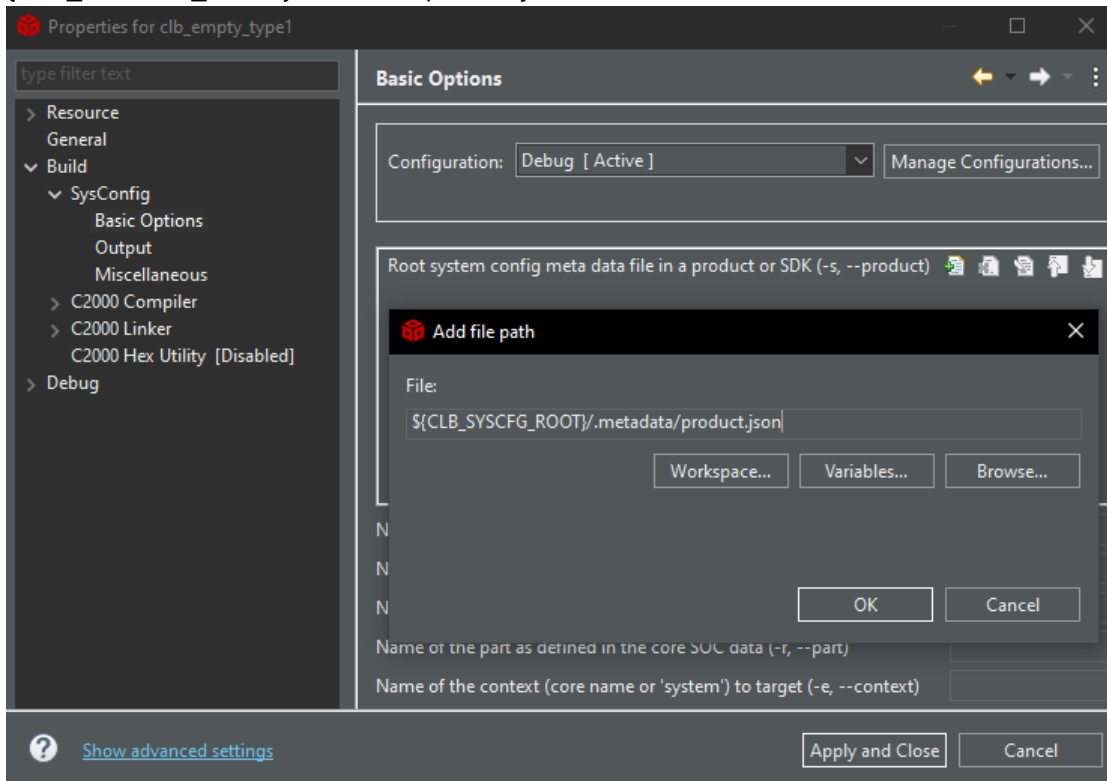 Properties for clb_empty_type1
type filter text
Resource
General
Build
SysConfig
Basic Options
Output
Miscellaneous
C2000 Compiler
C2000 Linker
C2000 Hex Utility [Disabled]
Debug
Basic Options
Configuration: Debug [ Active ]
Manage Configurations...
Root system config meta data file in a product or SDK (-s, --product)
Add file path
File:
${CLB_SYSCFG_ROOT}/.metadata/product.json
Workspace... Variables... Browse...
N
N
N
OK Cancel
Name of the part as defined in the core SOC data (-r, --part)
Name of the context (core name or 'system') to target (-e, --context)
Show advanced settings
Apply and Close Cancel